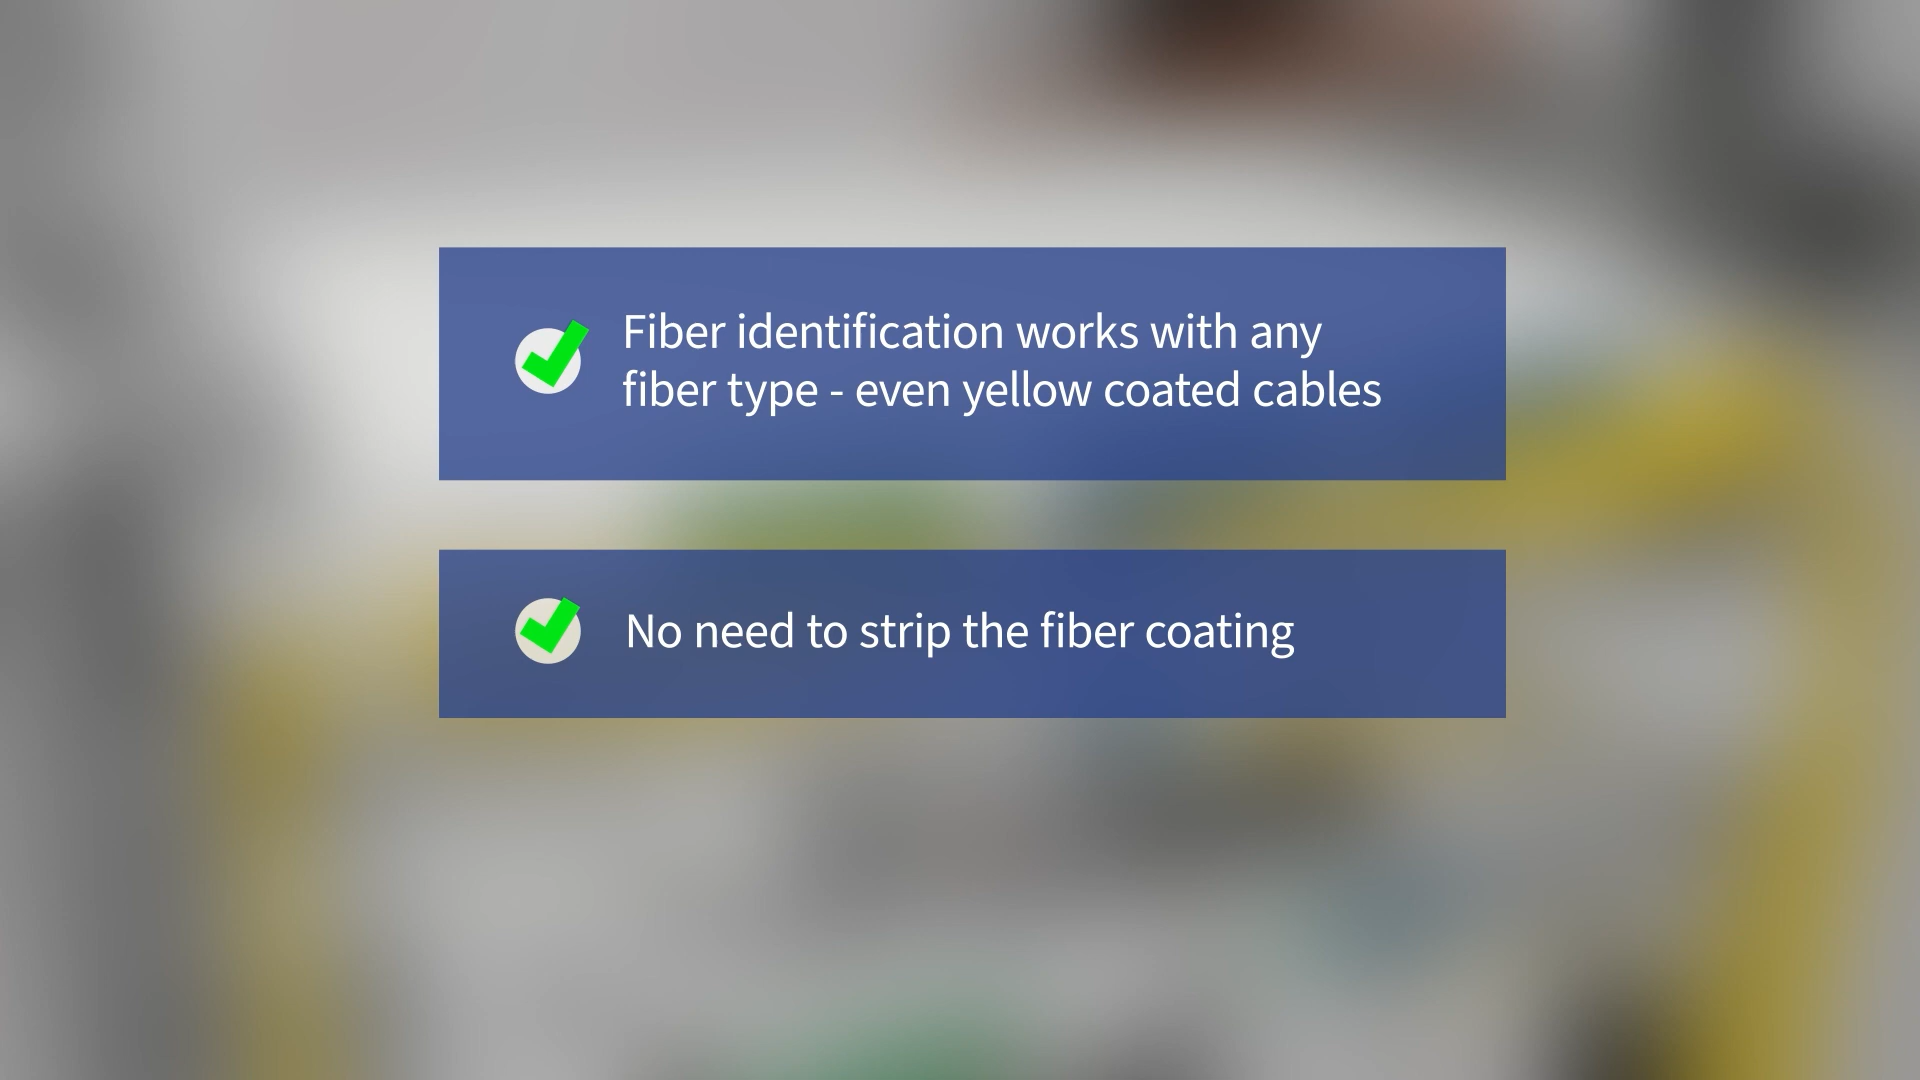 Fiber identification works with any
fiber type - even yellow coated cables
No need to strip the fiber coating